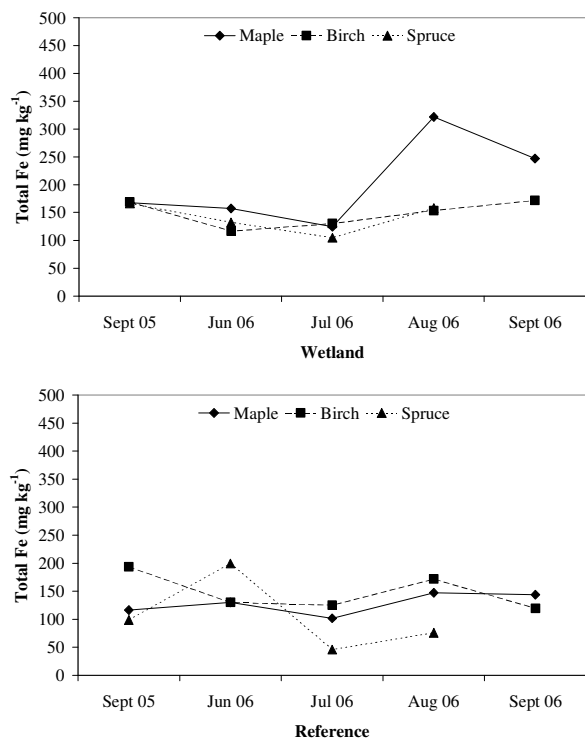 500
450
400
350
300
250
200
150
100
50
0
Total Fe (mg kg⁻¹)
Maple Birch Spruce
Sept 05 Jun 06 Jul 06 Aug 06 Sept 06
Wetland
500
450
400
350
300
250
200
150
100
50
0
Total Fe (mg kg⁻¹)
Maple Birch Spruce
Sept 05 Jun 06 Jul 06 Aug 06 Sept 06
Reference